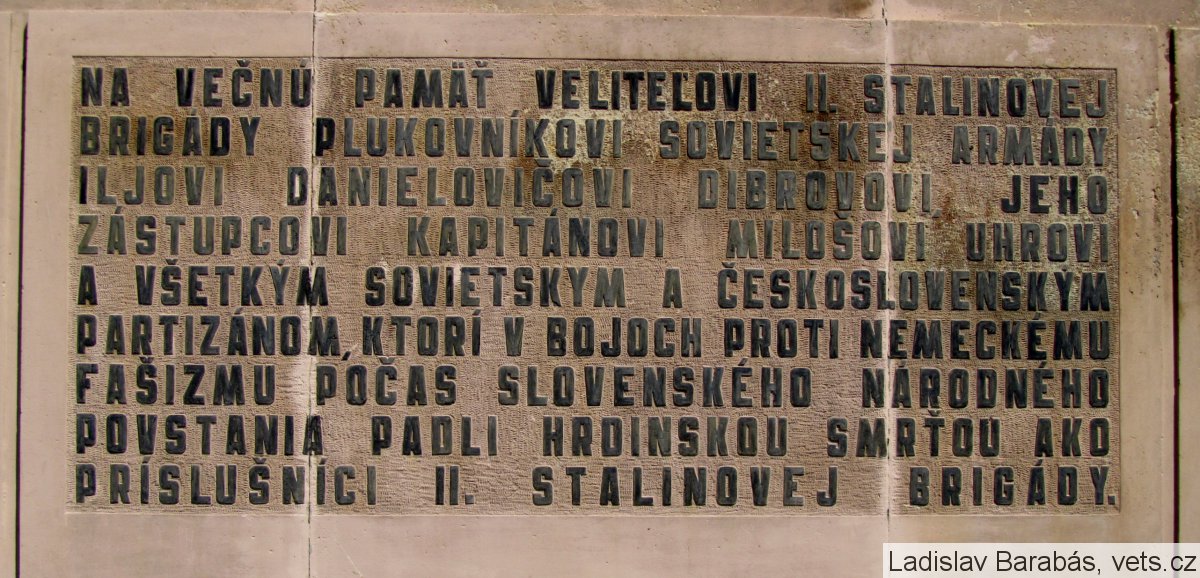 NA VEČNÚ PAMÄŤ VELITEĽOVI II. STALINOVEJ
BRIGÁDY PLUKOVNÍKOVI SOVIETSKEJ ARMÁDY
ILJOVI DANIELOVIČOVI DIBROVOVI, JEHO
ZÁSTUPCOVI KAPITÁNOVI MILOŠOVI UHROVI
A VŠETKÝM SOVIETSKYM A ČESKOSLOVENSKÝM
PARTIZÁNOM, KTORÍ V BOJOCH PROTI NEMECKÉMU
FAŠIZMU POČAS SLOVENSKÉHO NÁRODNÉHO
POVSTANIA PADLI HRDINSKOU SMRŤOU AKO
PRÍSLUŠNÍCI II. STALINOVEJ BRIGÁDY.
Ladislav Barabás, vets.cz